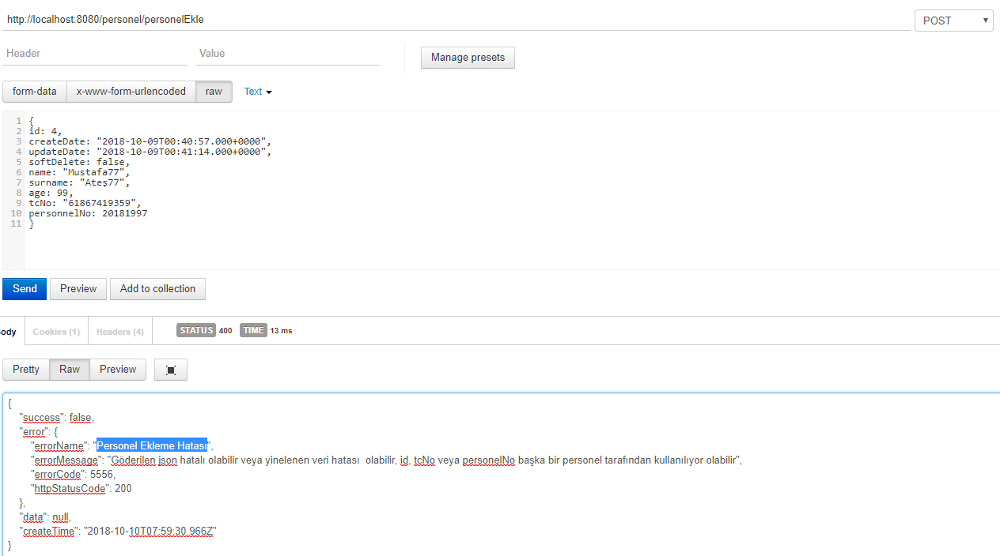 http://localhost:8080/personel/personelEkle POST
Header Value Manage presets
form-data x-www-form-urlencoded raw Text
1 {
2 id: 4,
3 createDate: "2018-10-09T00:40:57.000+0000",
4 updateDate: "2018-10-09T00:41:14.000+0000",
5 softDelete: false,
6 name: "Mustafa77",
7 surname: "Ateş77",
8 age: 99,
9 tcNo: "61867419359",
10 personnelNo: 20181997
11 }
Send Preview Add to collection
ody Cookies (1) Headers (4) STATUS 400 TIME 13 ms
Pretty Raw Preview
{
"success": false,
"error": {
"errorName": "Personel Ekleme Hatası",
"errorMessage": "Göderilen json hatalı olabilir veya yinelenen veri hatası  olabilir, id, tcNo veya personelNo başka bir personel tarafından kullanılıyor olabilir",
"errorCode": 5556,
"httpStatusCode": 200
},
"data": null,
"createTime": "2018-10-10T07:59:30.966Z"
}